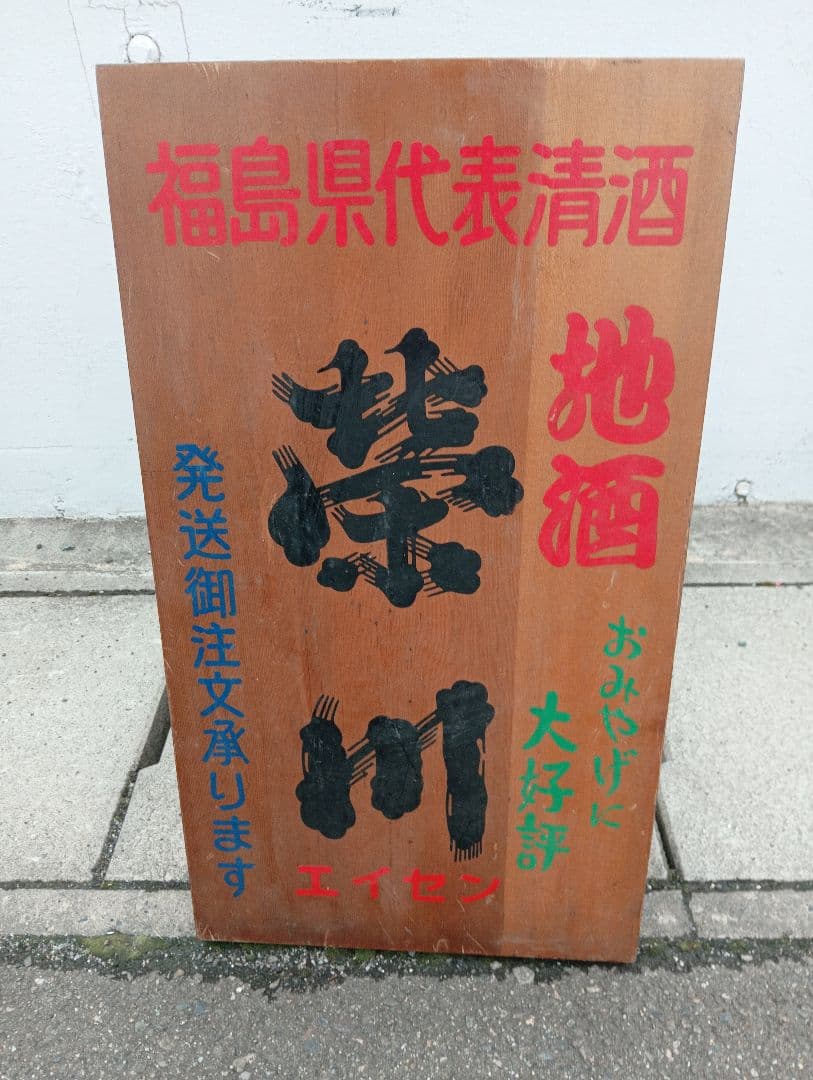 福島県代表清酒
地酒
おみやげに
大好評
栄川
エイセン
発送御注文承ります